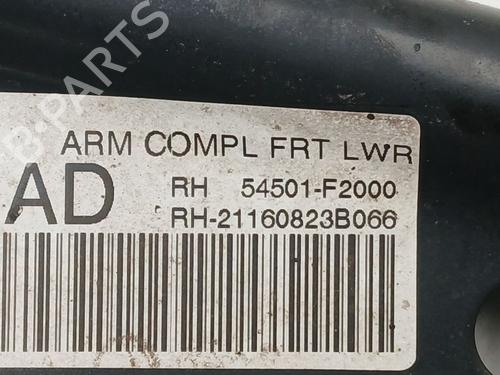 B-PARTS
ARM COMPL FRT LWR
AD
RH 54501-F2000
RH-21160823B066